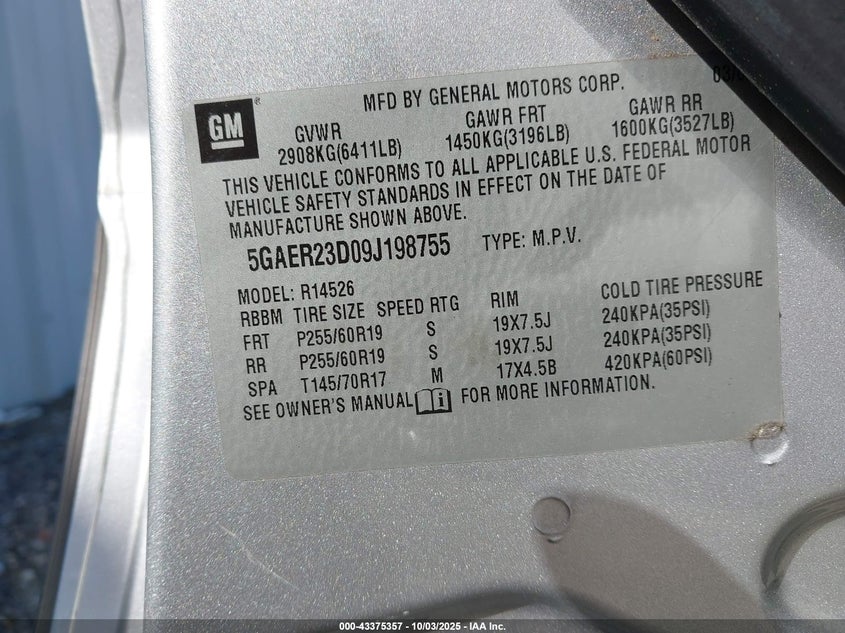 MFD BY GENERAL MOTORS CORP.
GM
GVWR GAWR FRT GAWR RR
2908KG(6411LB) 1450KG(3196LB) 1600KG(3527LB)
THIS VEHICLE CONFORMS TO ALL APPLICABLE U.S. FEDERAL MOTOR
VEHICLE SAFETY STANDARDS IN EFFECT ON THE DATE OF
MANUFACTURE SHOWN ABOVE.
5GAER23D09J198755 TYPE: M.P.V.
MODEL: R14526
RBBM TIRE SIZE SPEED RTG RIM COLD TIRE PRESSURE
FRT P255/60R19 S 19X7.5J 240KPA(35PSI)
RR P255/60R19 S 19X7.5J 240KPA(35PSI)
SPA T145/70R17 M 17X4.5B 420KPA(60PSI)
SEE OWNER'S MANUAL FOR MORE INFORMATION.
000-43375357 - 10/03/2025 - IAA Inc.